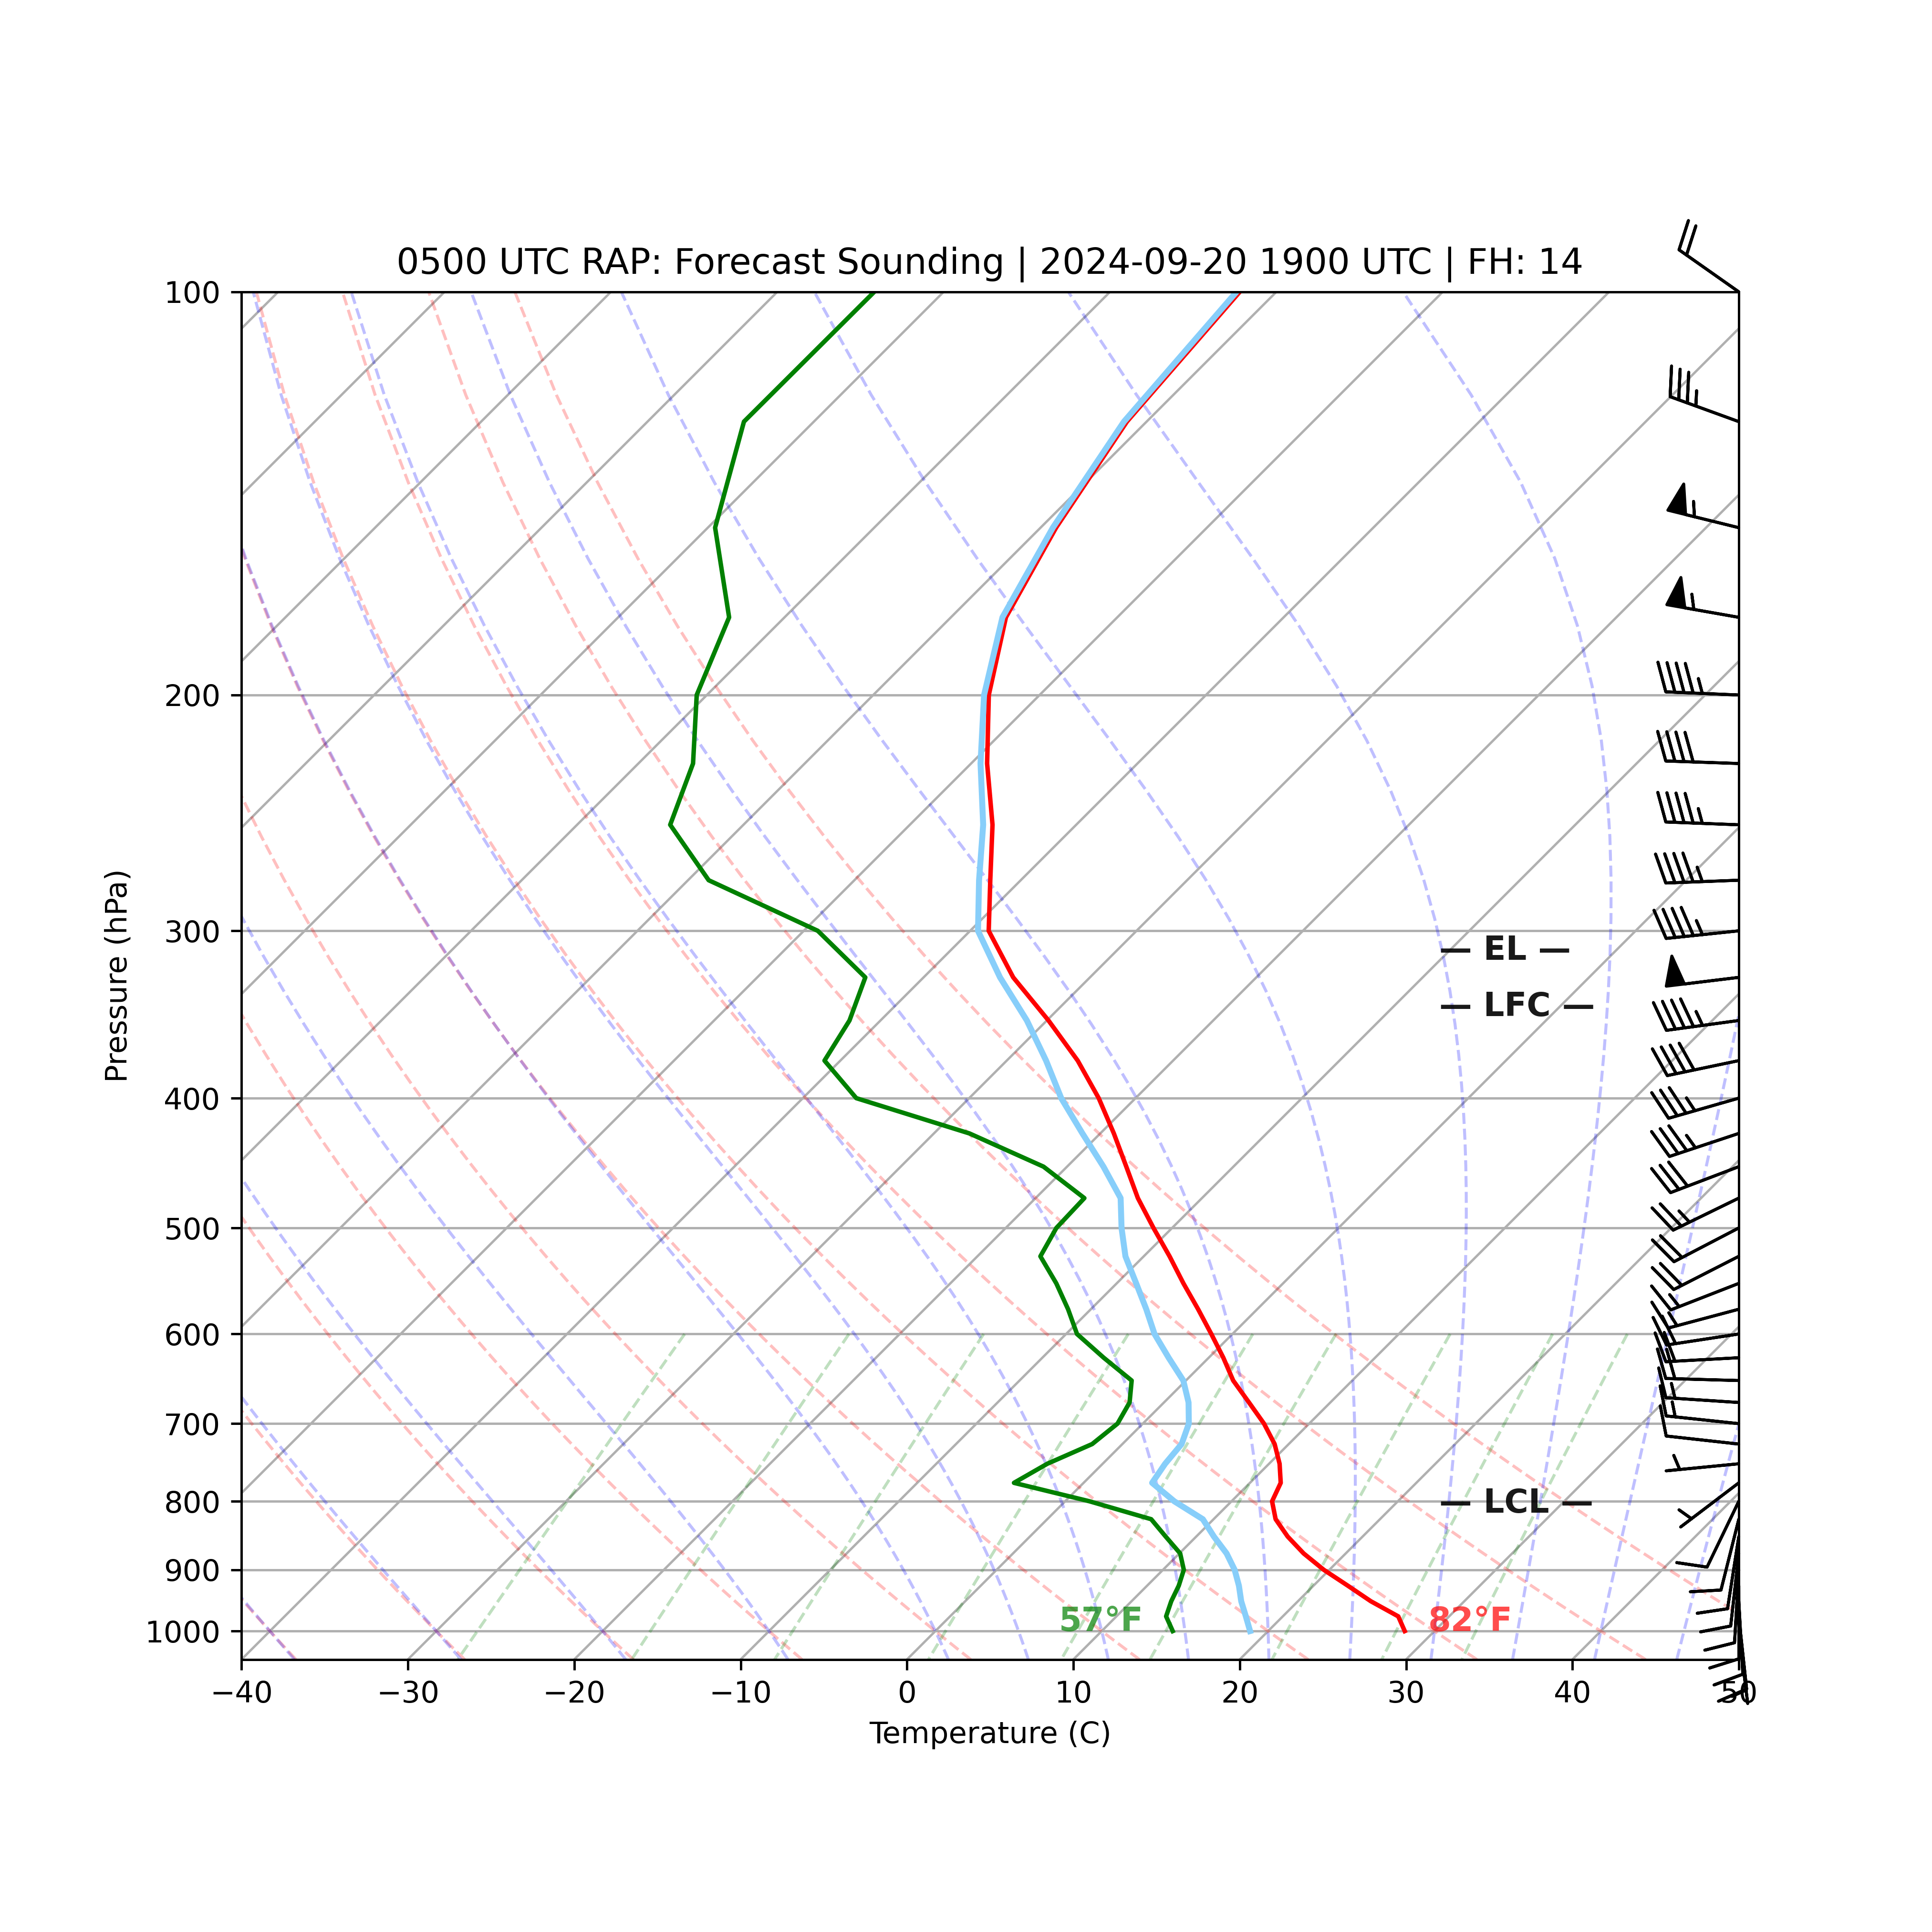 0500 UTC RAP: Forecast Sounding | 2024-09-20 1900 UTC | FH: 14
100
200
300
— EL —
— LFC —
Pressure (hPa)
400
500
600
700
800
— LCL —
900
57°F
82°F
1000
−40 −30 −20 −10 0 10 20 30 40 50
Temperature (C)